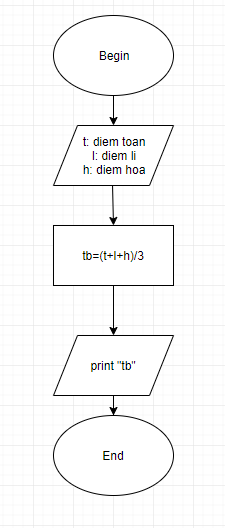 Begin
t: diem toan
l: diem li
h: diem hoa
tb=(t+l+h)/3
print "tb"
End